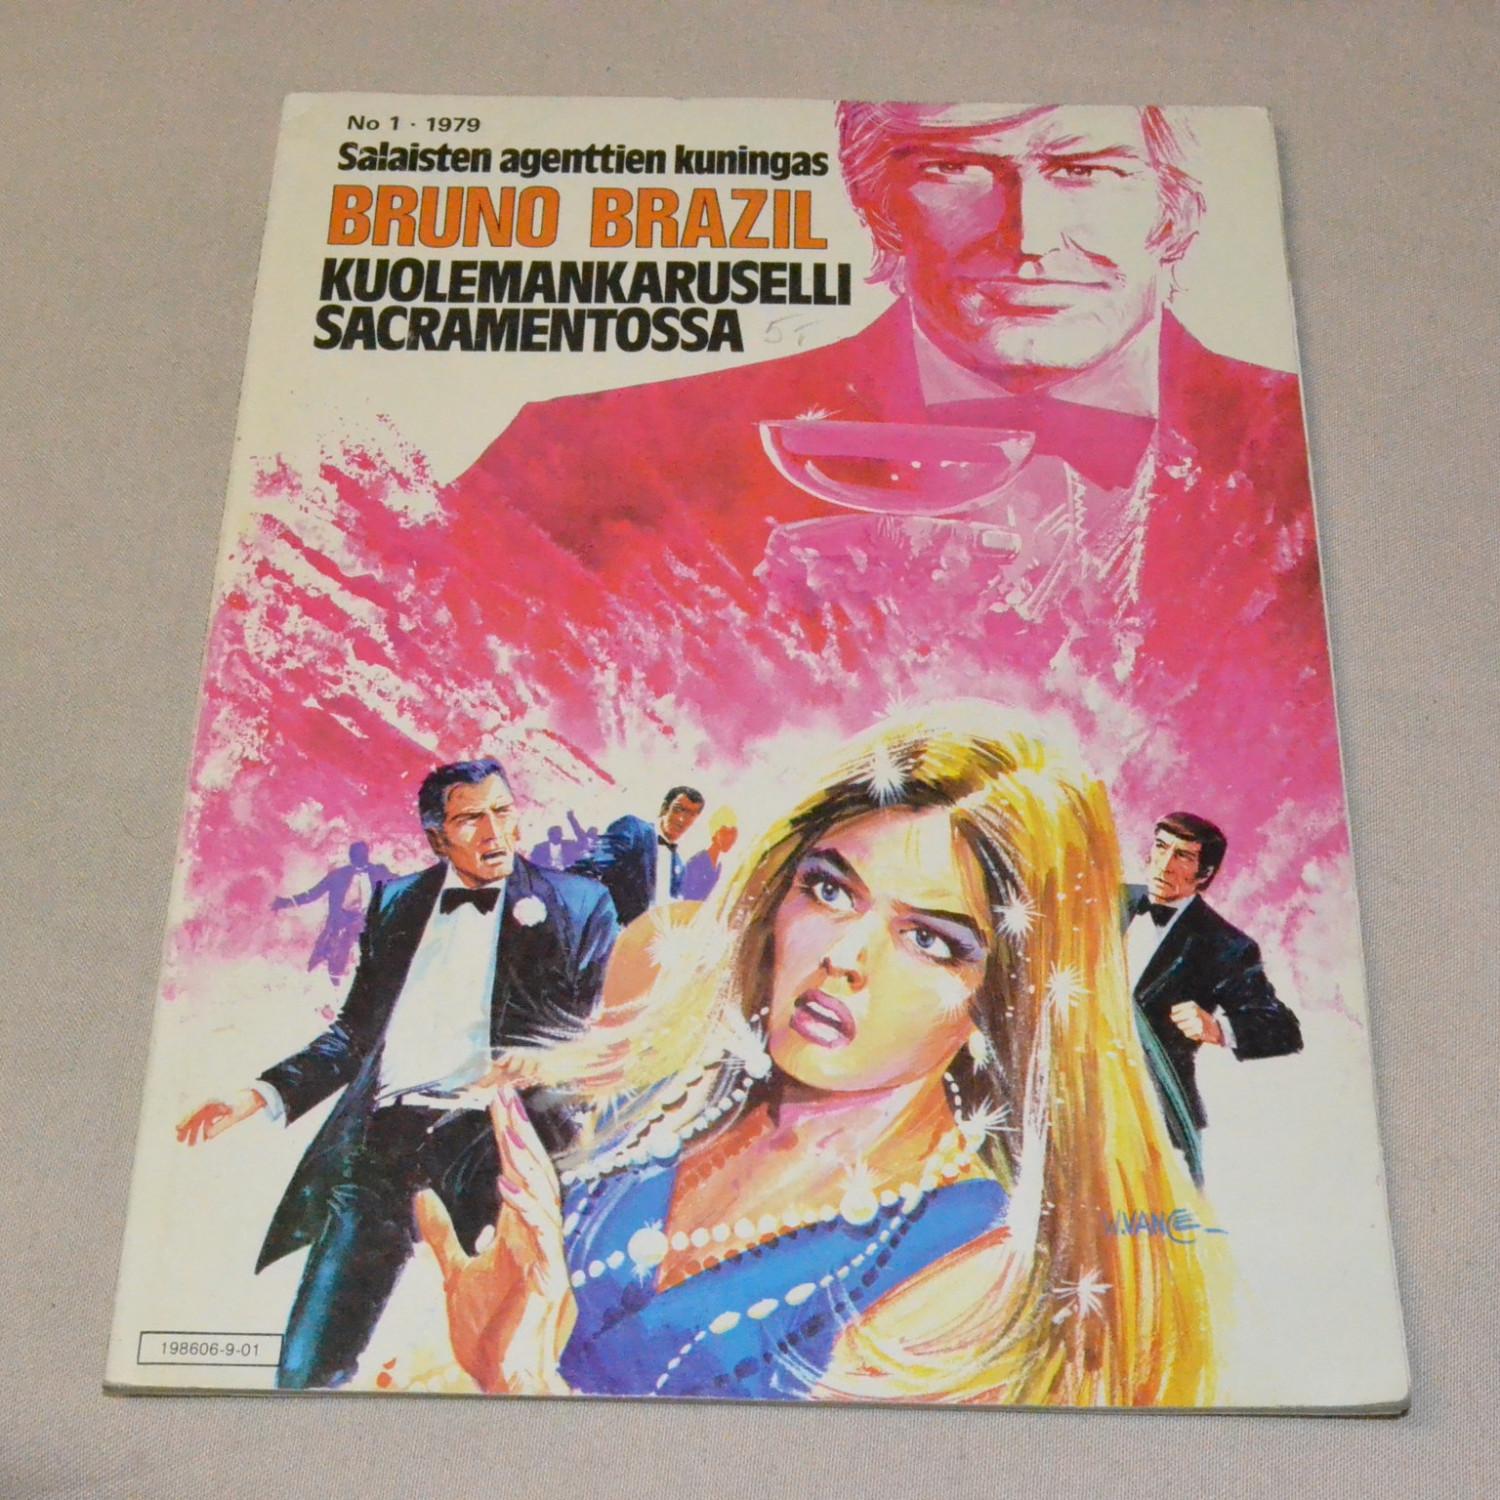 No 1 · 1979
Salaisten agenttien kuningas
BRUNO BRAZIL
KUOLEMANKARUSELLI
SACRAMENTOSSA
W.VANCE
198606-9-01